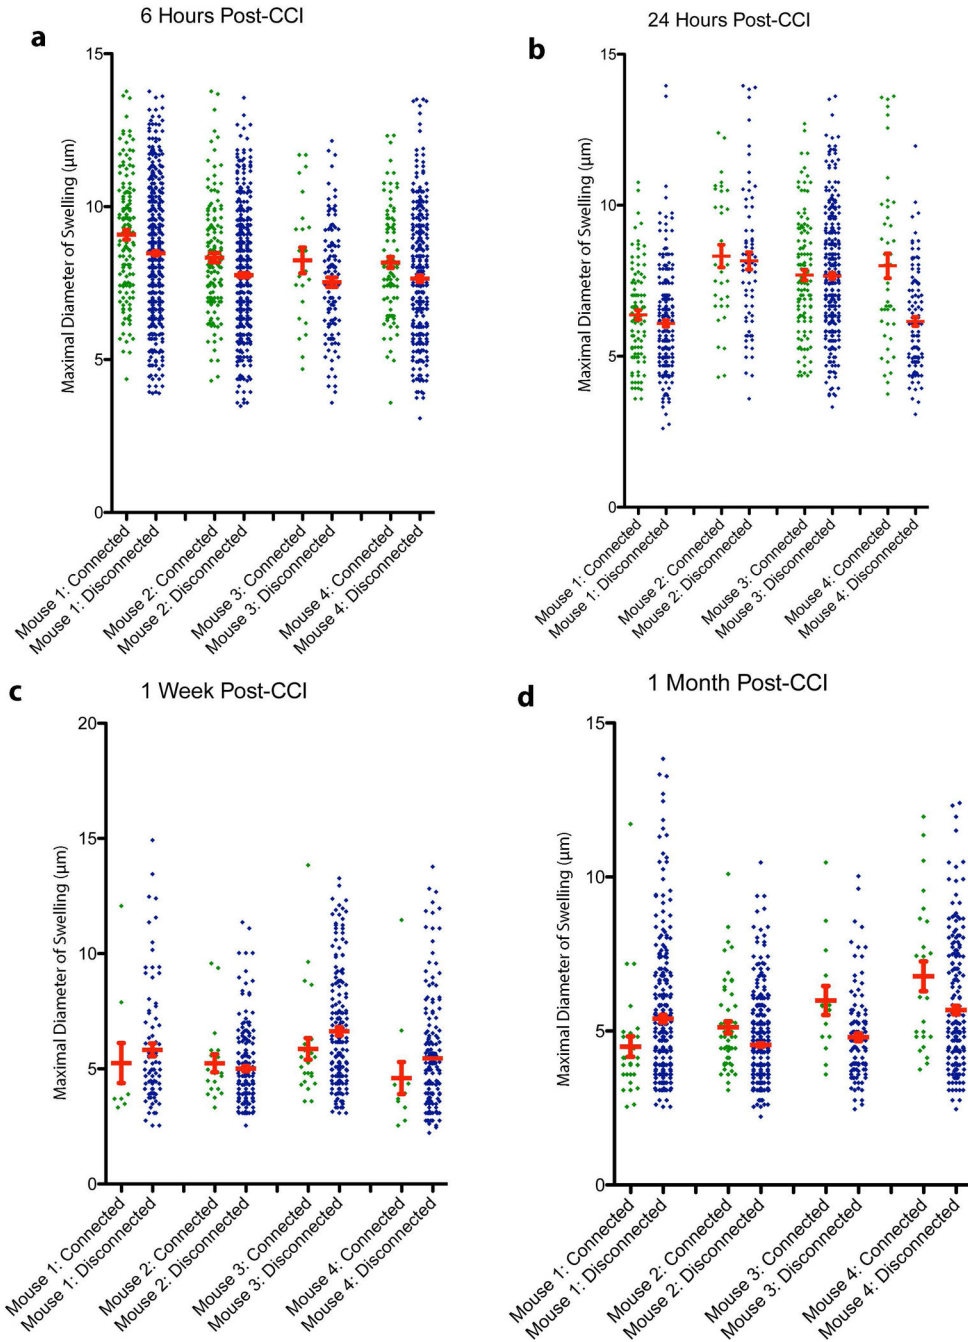 a
6 Hours Post-CCI
15
10
5
0
Maximal Diameter of Swelling (µm)
Mouse 1: Connected
Mouse 1: Disconnected
Mouse 2: Connected
Mouse 2: Disconnected
Mouse 3: Connected
Mouse 3: Disconnected
Mouse 4: Connected
Mouse 4: Disconnected
b
24 Hours Post-CCI
15
10
5
0
Maximal Diameter of Swelling (µm)
Mouse 1: Connected
Mouse 1: Disconnected
Mouse 2: Connected
Mouse 2: Disconnected
Mouse 3: Connected
Mouse 3: Disconnected
Mouse 4: Connected
Mouse 4: Disconnected
c
1 Week Post-CCI
20
15
10
5
0
Maximal Diameter of Swelling (µm)
Mouse 1: Connected
Mouse 1: Disconnected
Mouse 2: Connected
Mouse 2: Disconnected
Mouse 3: Connected
Mouse 3: Disconnected
Mouse 4: Connected
Mouse 4: Disconnected
d
1 Month Post-CCI
15
10
5
0
Maximal Diameter of Swelling (µm)
Mouse 1: Connected
Mouse 1: Disconnected
Mouse 2: Connected
Mouse 2: Disconnected
Mouse 3: Connected
Mouse 3: Disconnected
Mouse 4: Connected
Mouse 4: Disconnected